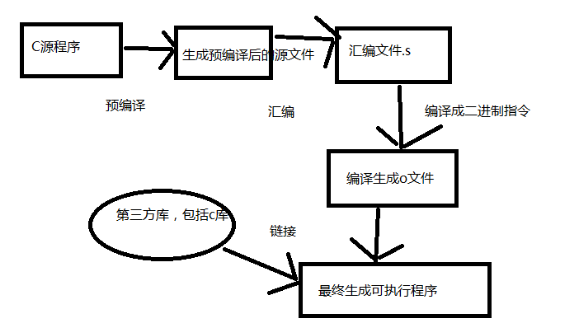 C源程序
生成预编译后的源文件
汇编文件.s
预编译
汇编
编译成二进制指令
编译生成o文件
第三方库，包括c库
链接
最终生成可执行程序